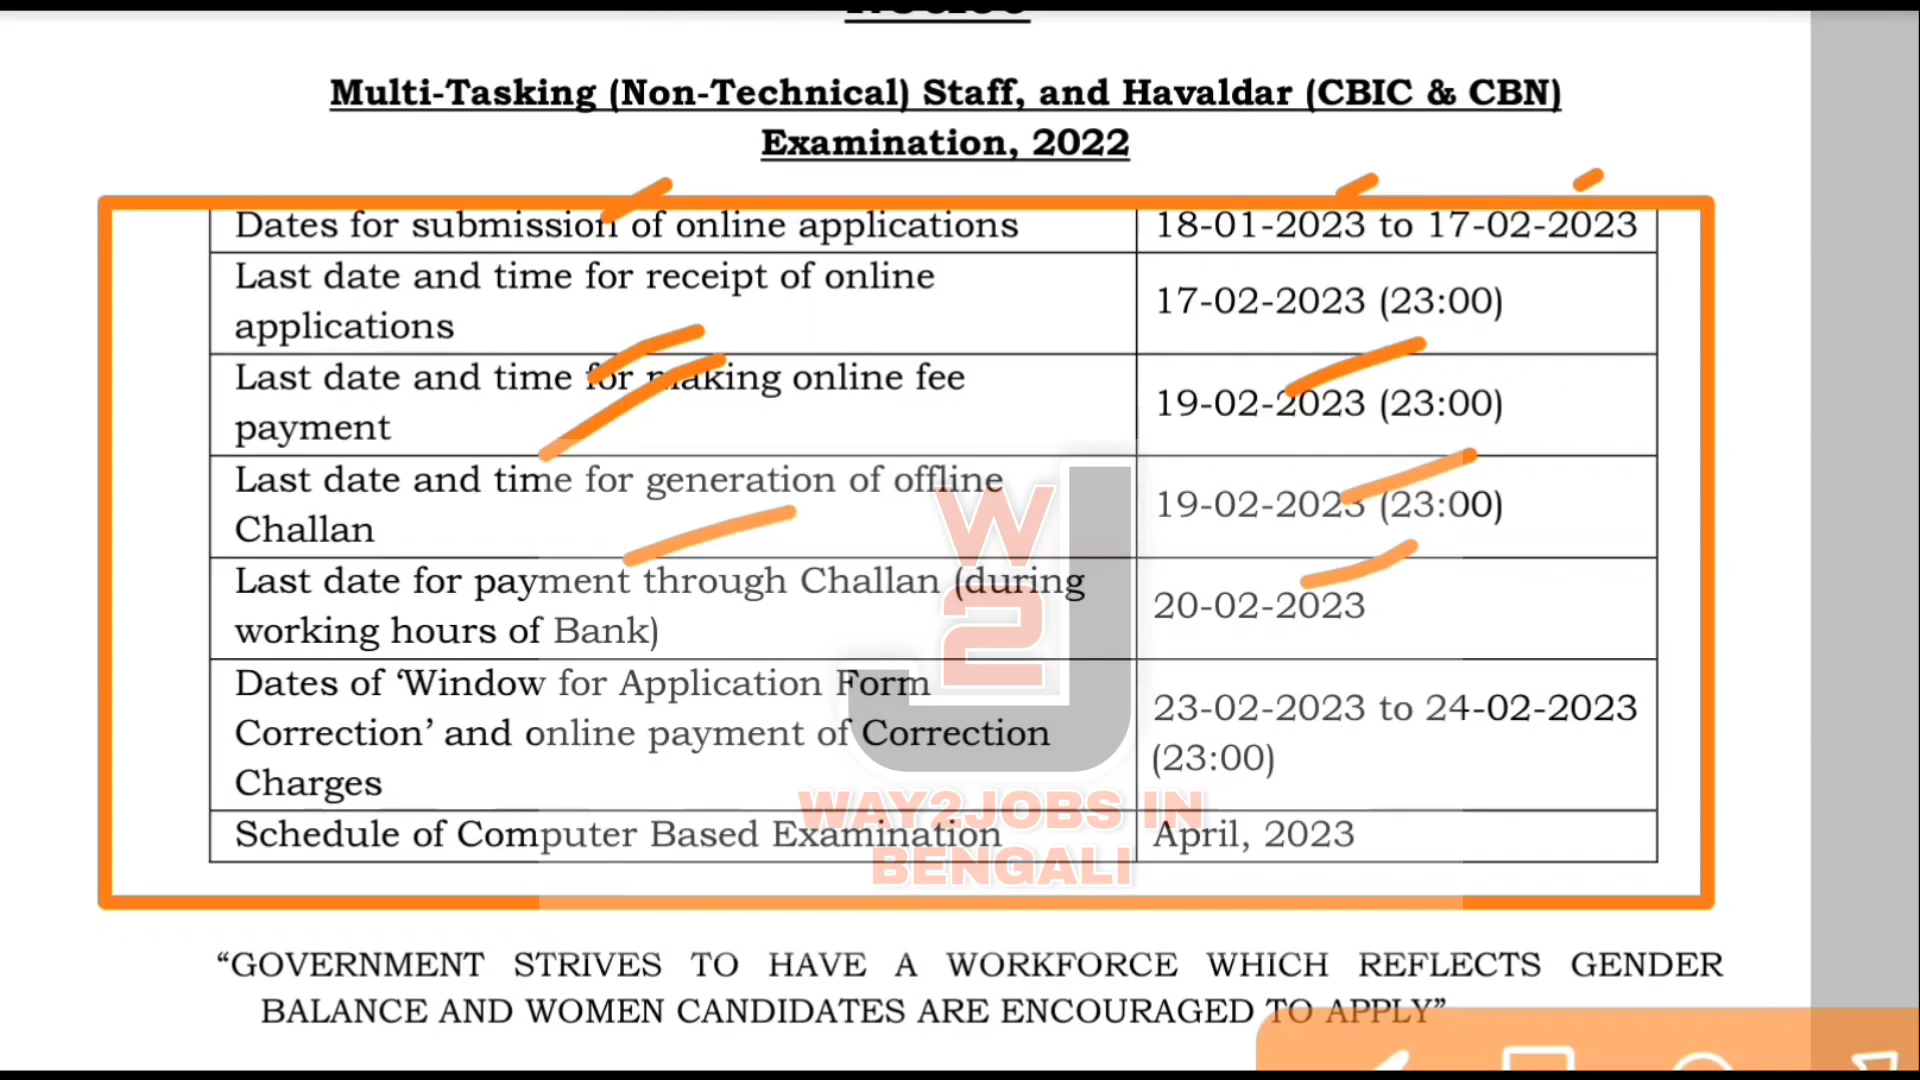 Notice
Multi-Tasking (Non-Technical) Staff, and Havaldar (CBIC & CBN)
Examination, 2022
Dates for submission of online applications
18-01-2023 to 17-02-2023
Last date and time for receipt of online
applications
17-02-2023 (23:00)
Last date and time for making online fee
payment
19-02-2023 (23:00)
Last date and time for generation of offline
Challan
19-02-2023 (23:00)
Last date for payment through Challan (during
working hours of Bank)
20-02-2023
Dates of ‘Window for Application Form
Correction’ and online payment of Correction
Charges
23-02-2023 to 24-02-2023
(23:00)
Schedule of Computer Based Examination
April, 2023
W
2
J
WAY2JOBS IN
BENGALI
“GOVERNMENT STRIVES TO HAVE A WORKFORCE WHICH REFLECTS GENDER
BALANCE AND WOMEN CANDIDATES ARE ENCOURAGED TO APPLY”